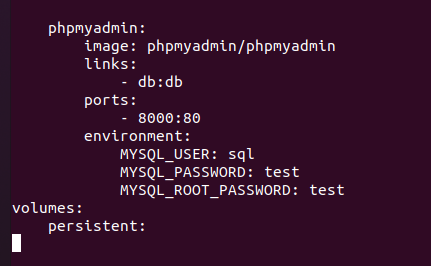 phpmyadmin:
image: phpmyadmin/phpmyadmin
links:
- db:db
ports:
- 8000:80
environment:
MYSQL_USER: sql
MYSQL_PASSWORD: test
MYSQL_ROOT_PASSWORD: test
volumes:
persistent: